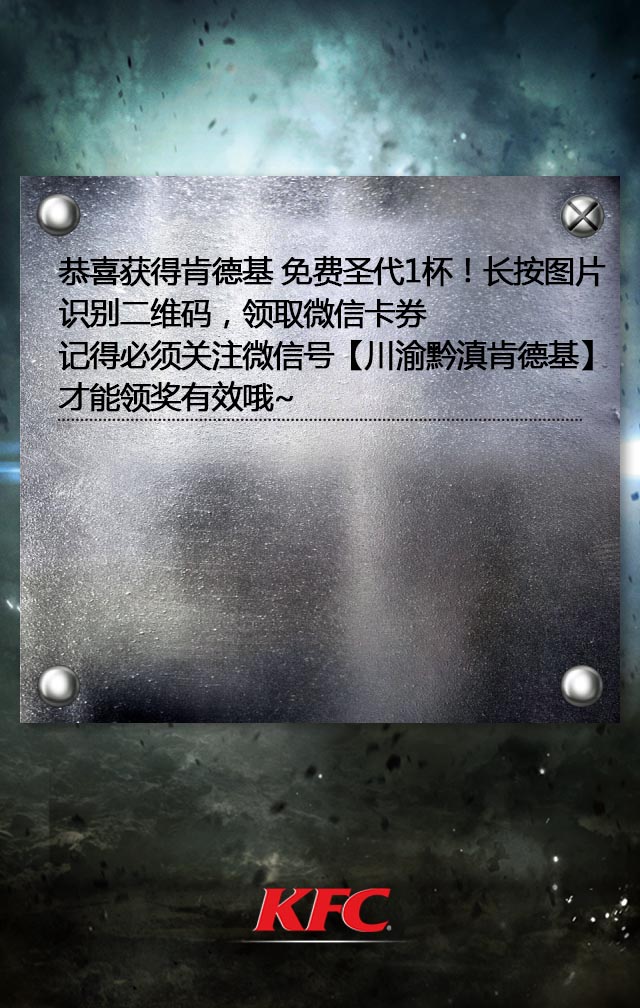 恭喜获得肯德基 免费圣代1杯！长按图片
识别二维码，领取微信卡券
记得必须关注微信号【川渝黔滇肯德基】
才能领奖有效哦~
KFC